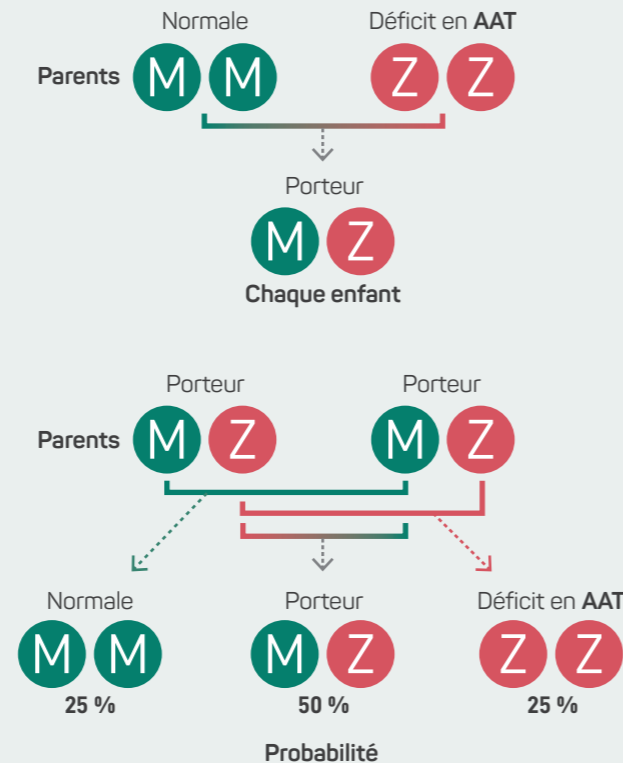 Normale Déficit en AAT
Parents M M Z Z
Porteur
M Z
Chaque enfant
Porteur Porteur
Parents M Z M Z
Normale Porteur Déficit en AAT
M M M Z Z Z
25 % 50 % 25 %
Probabilité